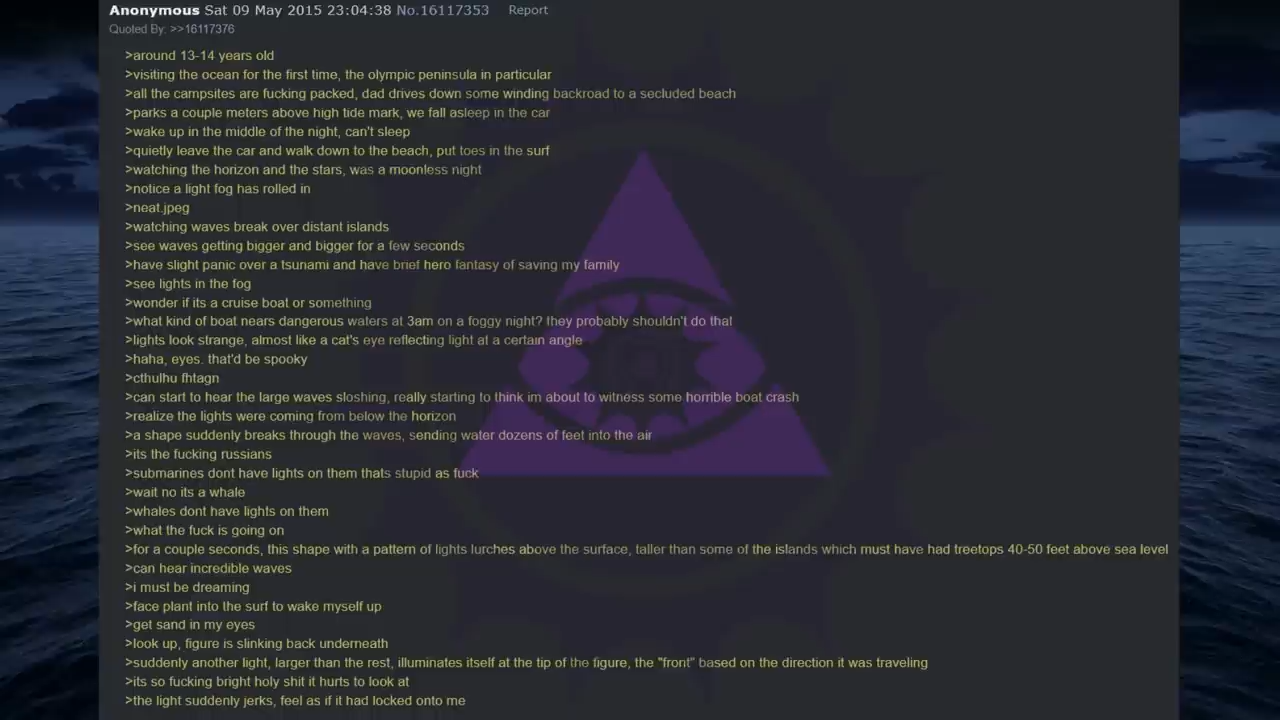 Anonymous Sat 09 May 2015 23:04:38 No.16117353 Report
Quoted By: >>16117376
>around 13-14 years old
>visiting the ocean for the first time, the olympic peninsula in particular
>all the campsites are fucking packed, dad drives down some winding backroad to a secluded beach
>parks a couple meters above high tide mark, we fall asleep in the car
>wake up in the middle of the night, can't sleep
>quietly leave the car and walk down to the beach, put toes in the surf
>watching the horizon and the stars, was a moonless night
>notice a light fog has rolled in
>neat.jpeg
>watching waves break over distant islands
>see waves getting bigger and bigger for a few seconds
>have slight panic over a tsunami and have brief hero fantasy of saving my family
>see lights in the fog
>wonder if its a cruise boat or something
>what kind of boat nears dangerous waters at 3am on a foggy night? they probably shouldn't do that
>lights look strange, almost like a cat's eye reflecting light at a certain angle
>haha, eyes. that'd be spooky
>cthulhu fhtagn
>can start to hear the large waves sloshing, really starting to think im about to witness some horrible boat crash
>realize the lights were coming from below the horizon
>a shape suddenly breaks through the waves, sending water dozens of feet into the air
>its the fucking russians
>submarines dont have lights on them thats stupid as fuck
>wait no its a whale
>whales dont have lights on them
>what the fuck is going on
>for a couple seconds, this shape with a pattern of lights lurches above the surface, taller than some of the islands which must have had treetops 40-50 feet above sea level
>can hear incredible waves
>i must be dreaming
>face plant into the surf to wake myself up
>get sand in my eyes
>look up, figure is slinking back underneath
>suddenly another light, larger than the rest, illuminates itself at the tip of the figure, the "front" based on the direction it was traveling
>its so fucking bright holy shit it hurts to look at
>the light suddenly jerks, feel as if it had locked onto me